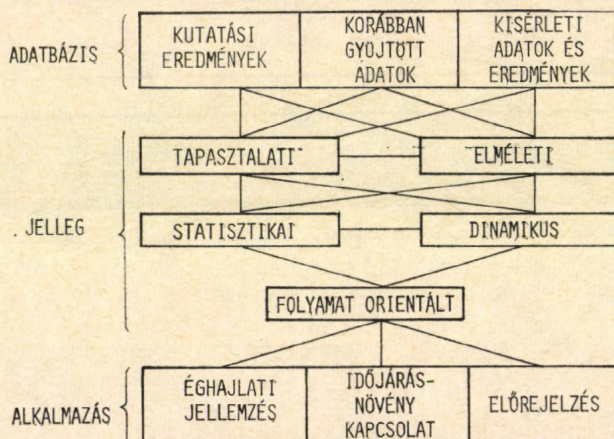 ADATBÁZIS
KUTATÁSI
EREDMÉNYEK
KORÁBBAN
GYŰJTÖTT
ADATOK
KISÉRLETI
ADATOK ÉS
EREDMÉNYEK
JELLEG
TAPASZTALATI
ELMÉLETI
STATISZTIKAI
DINAMIKUS
FOLYAMAT ORIENTÁLT
ALKALMAZÁS
ÉGHAJLATI
JELLEMZÉS
IDŐJÁRÁS-
NÖVÉNY
KAPCSOLAT
ELŐREJELZÉS